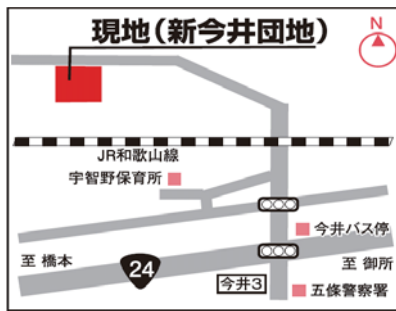 現地(新今井団地)
N
JR和歌山線
宇智野保育所
今井バス停
至 橋本
24
今井3
至 御所
五條警察署